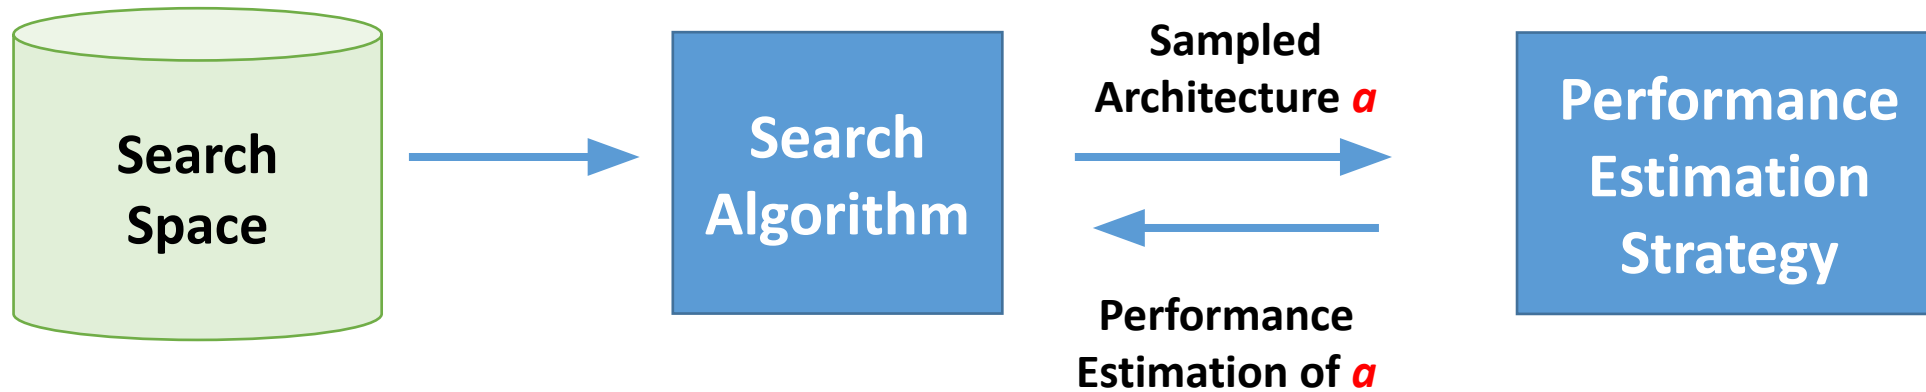 Search
Space
Search
Algorithm
Sampled
Architecture a
Performance
Estimation of a
Performance
Estimation
Strategy